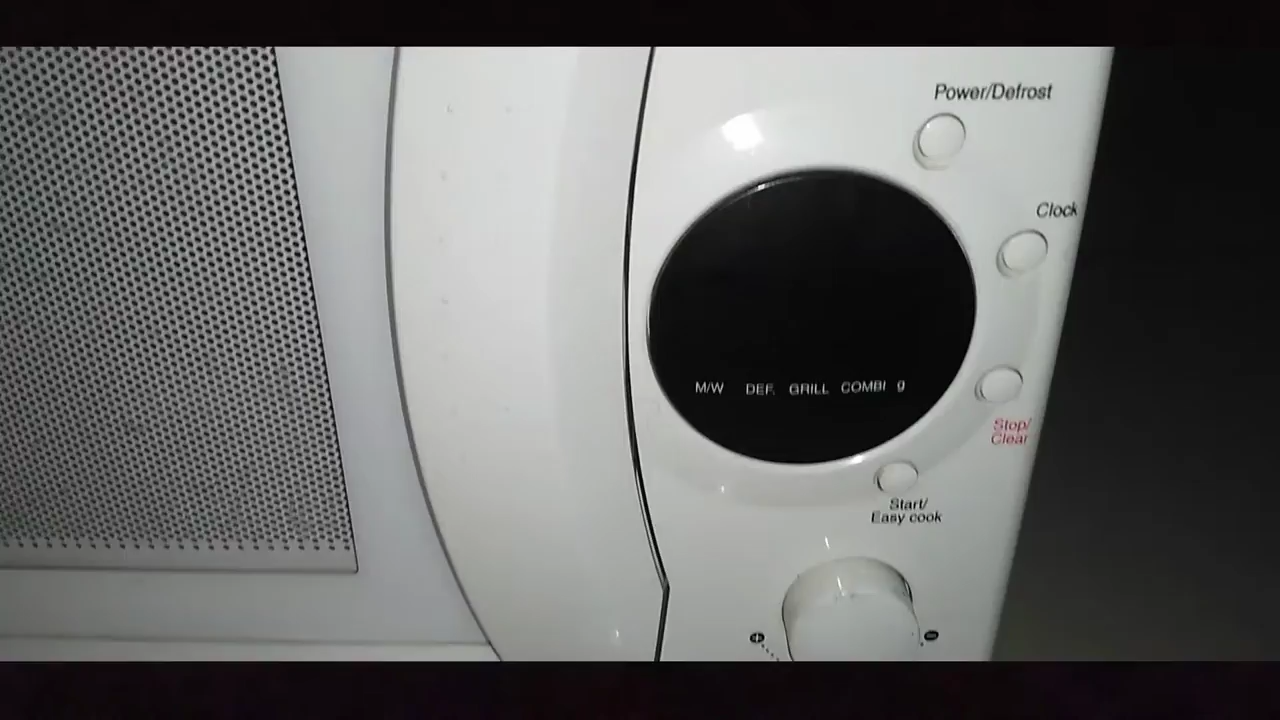 Power/Defrost
Clock
M/W DEF. GRILL COMBI g
Stop/
Clear
Start/
Easy cook
+ -